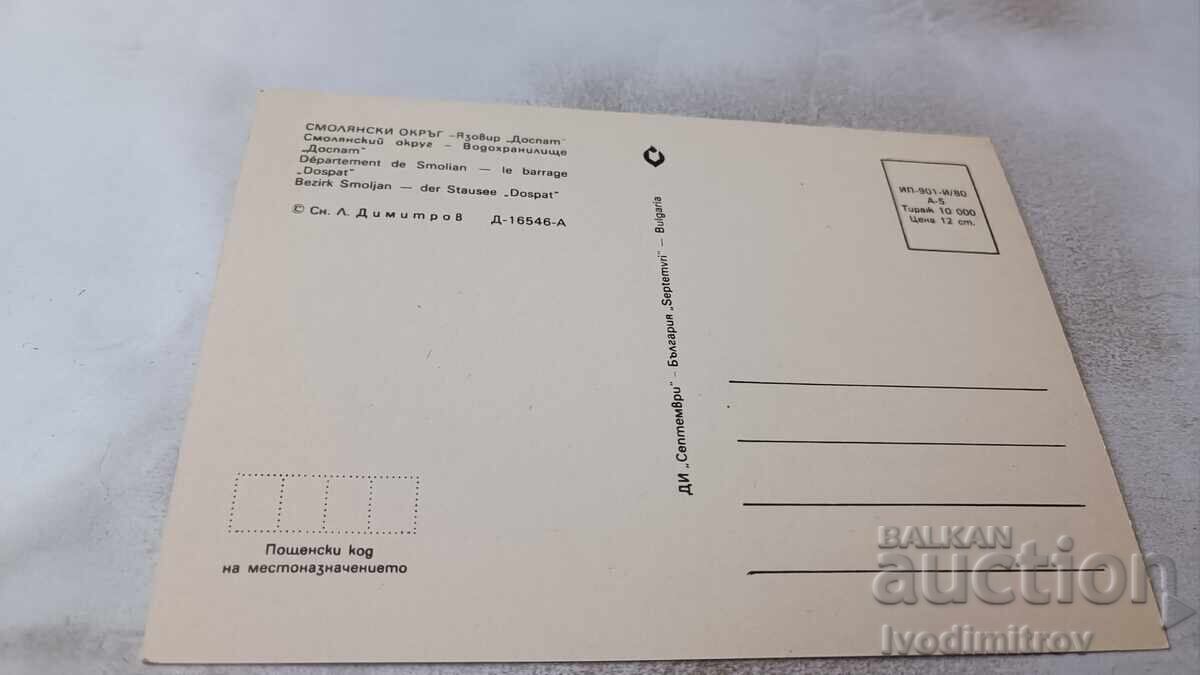 СМОЛЯНСКИ ОКРЪГ -Язовир „Доспат"
Смолянский округ - Водохранилище
„Доспат"
Département de Smolian — le barrage
„Dospat"
Bezirk Smoljan — der Stausee „Dospat"
© Сн. Л. Димитров Д-16546-А
ДИ „Септември" - България „Septemvri" — Bulgaria
ИП-901-И/80
А-5
Тираж 10 000
Цена 12 ст.
Пощенски код
на местоназначението
BALKAN
auction
Ivodimitrov